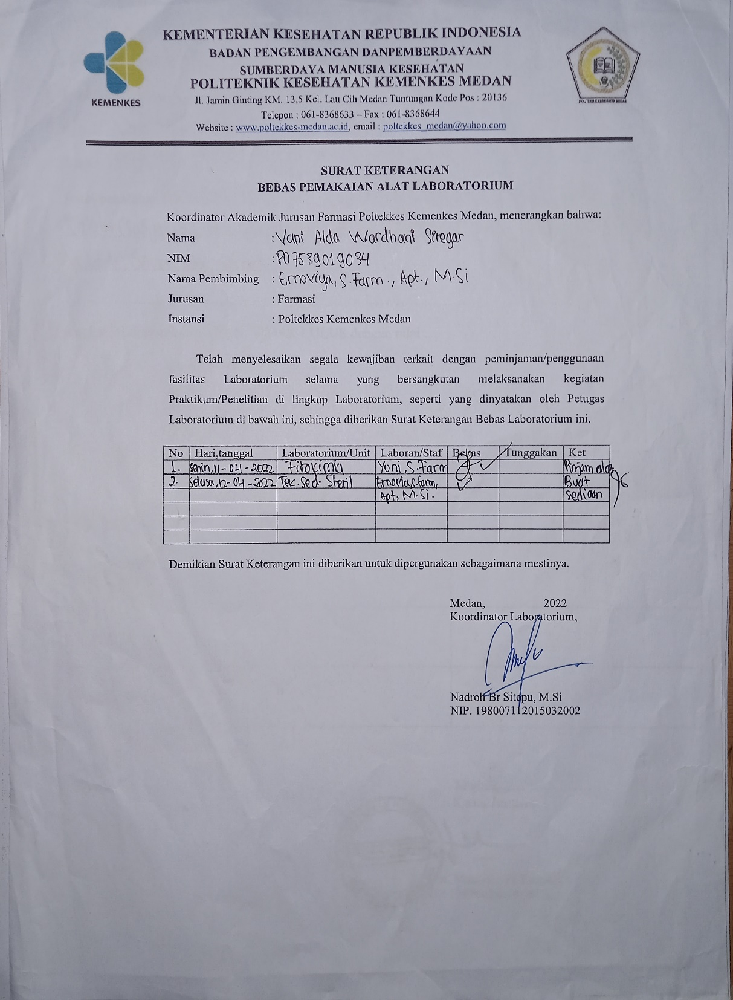 KEMENTERIAN KESEHATAN REPUBLIK INDONESIA
BADAN PENGEMBANGAN DANPEMBERDAYAAN
SUMBERDAYA MANUSIA KESEHATAN
POLITEKNIK KESEHATAN KEMENKES MEDAN
Jl. Jamin Ginting KM. 13,5 Kel. Lau Cih Medan Tuntungan Kode Pos : 20136
Telepon : 061-8368633 – Fax : 061-8368644
Website : www.poltekkes-medan.ac.id, email : poltekkes_medan@yahoo.com
KEMENKES
SURAT KETERANGAN
BEBAS PEMAKAIAN ALAT LABORATORIUM
Koordinator Akademik Jurusan Farmasi Poltekkes Kemenkes Medan, menerangkan bahwa:
Nama : Vani Alda Wardhani Siregar
NIM : P07539019034
Nama Pembimbing : Ernoviya, S.Farm., Apt., M.Si
Jurusan : Farmasi
Instansi : Poltekkes Kemenkes Medan
Telah menyelesaikan segala kewajiban terkait dengan peminjaman/penggunaan
fasilitas Laboratorium selama yang bersangkutan melaksanakan kegiatan
Praktikum/Penelitian di lingkup Laboratorium, seperti yang dinyatakan oleh Petugas
Laboratorium di bawah ini, sehingga diberikan Surat Keterangan Bebas Laboratorium ini.
No Hari,tanggal Laboratorium/Unit Laboran/Staf Bebas Tunggakan Ket
1. Senin, 11-04-2022 Fitokimia Yuni, S.Farm ✓ Pinjam alat
2. Selasa, 12-04-2022 Tek. Sed. Steril Ernovia, S.farm, ✓ Buat
Apt, M.Si. sediaan
Demikian Surat Keterangan ini diberikan untuk dipergunakan sebagaimana mestinya.
Medan, 2022
Koordinator Laboratorium,
Nadroh Br Sitepu, M.Si
NIP. 198007112015032002